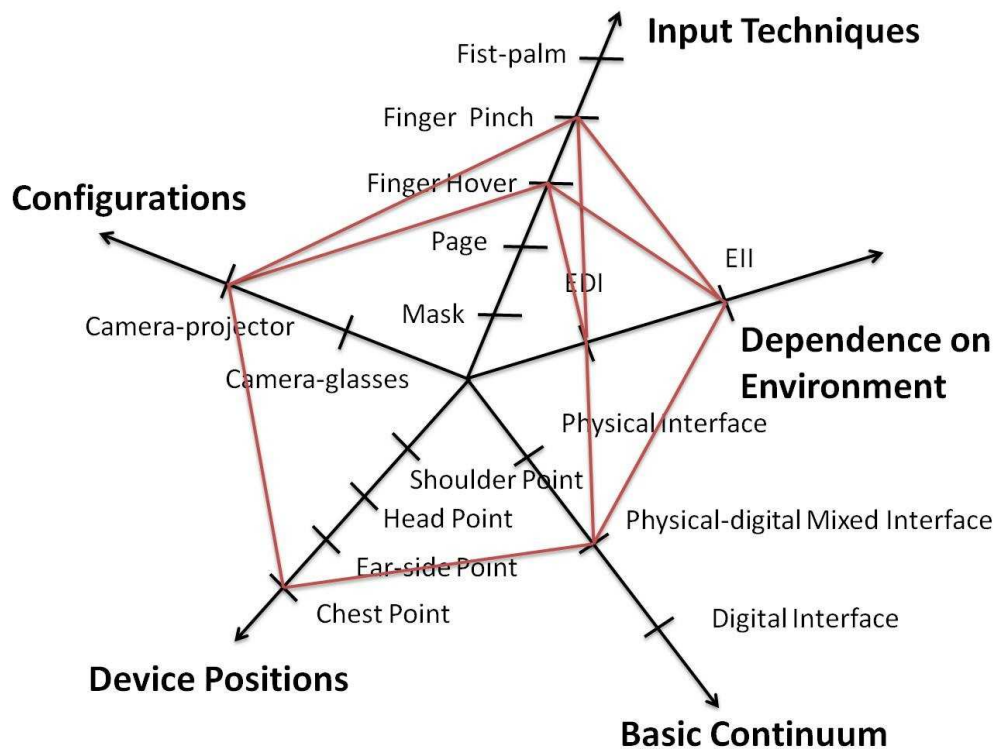 Input Techniques
Fist-palm
Finger Pinch
Finger Hover
Configurations
Page
EII
EDI
Mask
Camera-projector
Dependence on
Environment
Camera-glasses
Physical Interface
Shoulder Point
Head Point
Physical-digital Mixed Interface
Ear-side Point
Chest Point
Digital Interface
Device Positions
Basic Continuum